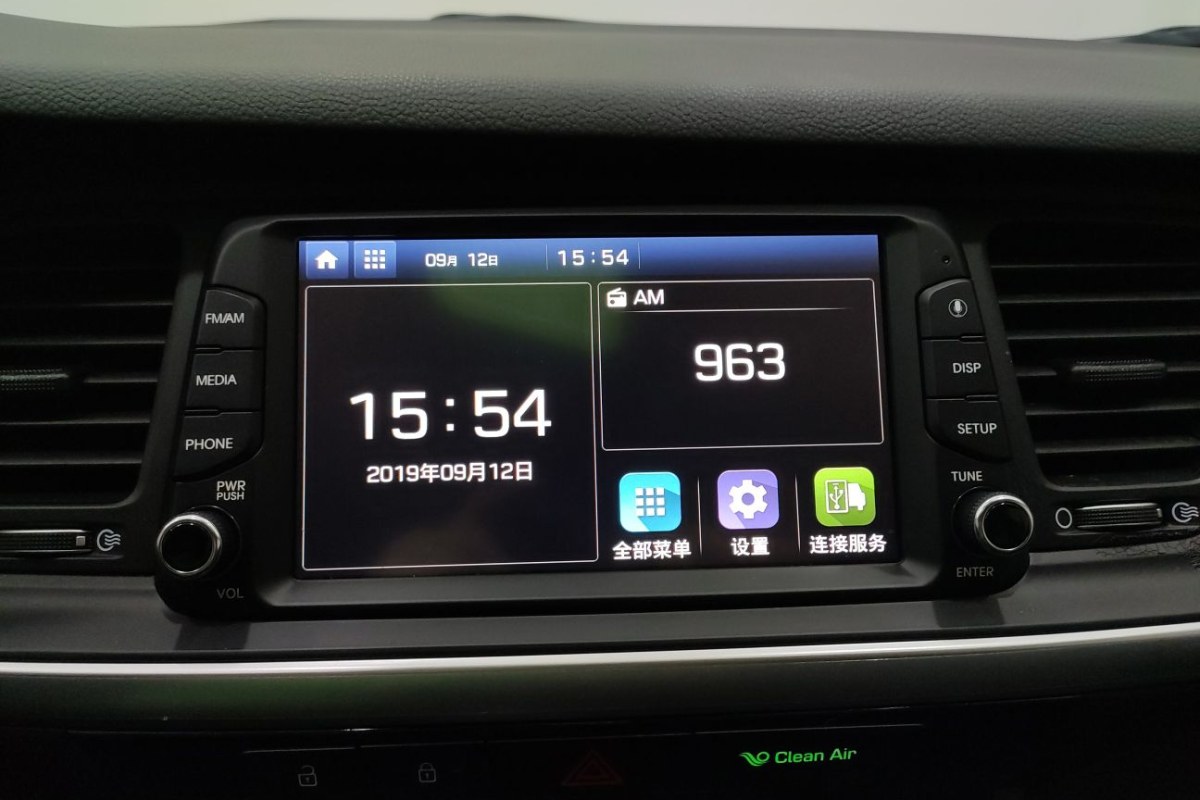 09月 12日 15:54
AM
963
15:54
2019年09月12日
全部菜单
设置
连接服务
FM/AM
MEDIA
PHONE
PWR
PUSH
VOL
DISP
SETUP
TUNE
ENTER
Clean Air